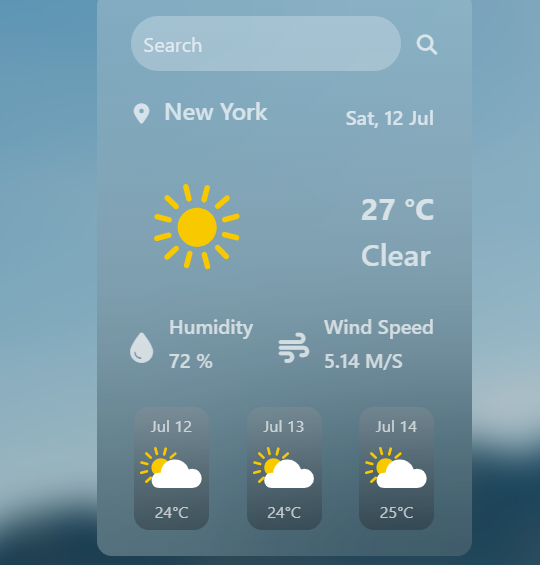 Search
New York
Sat, 12 Jul
27 °C
Clear
Humidity
72 %
Wind Speed
5.14 M/S
Jul 12
24°C
Jul 13
24°C
Jul 14
25°C